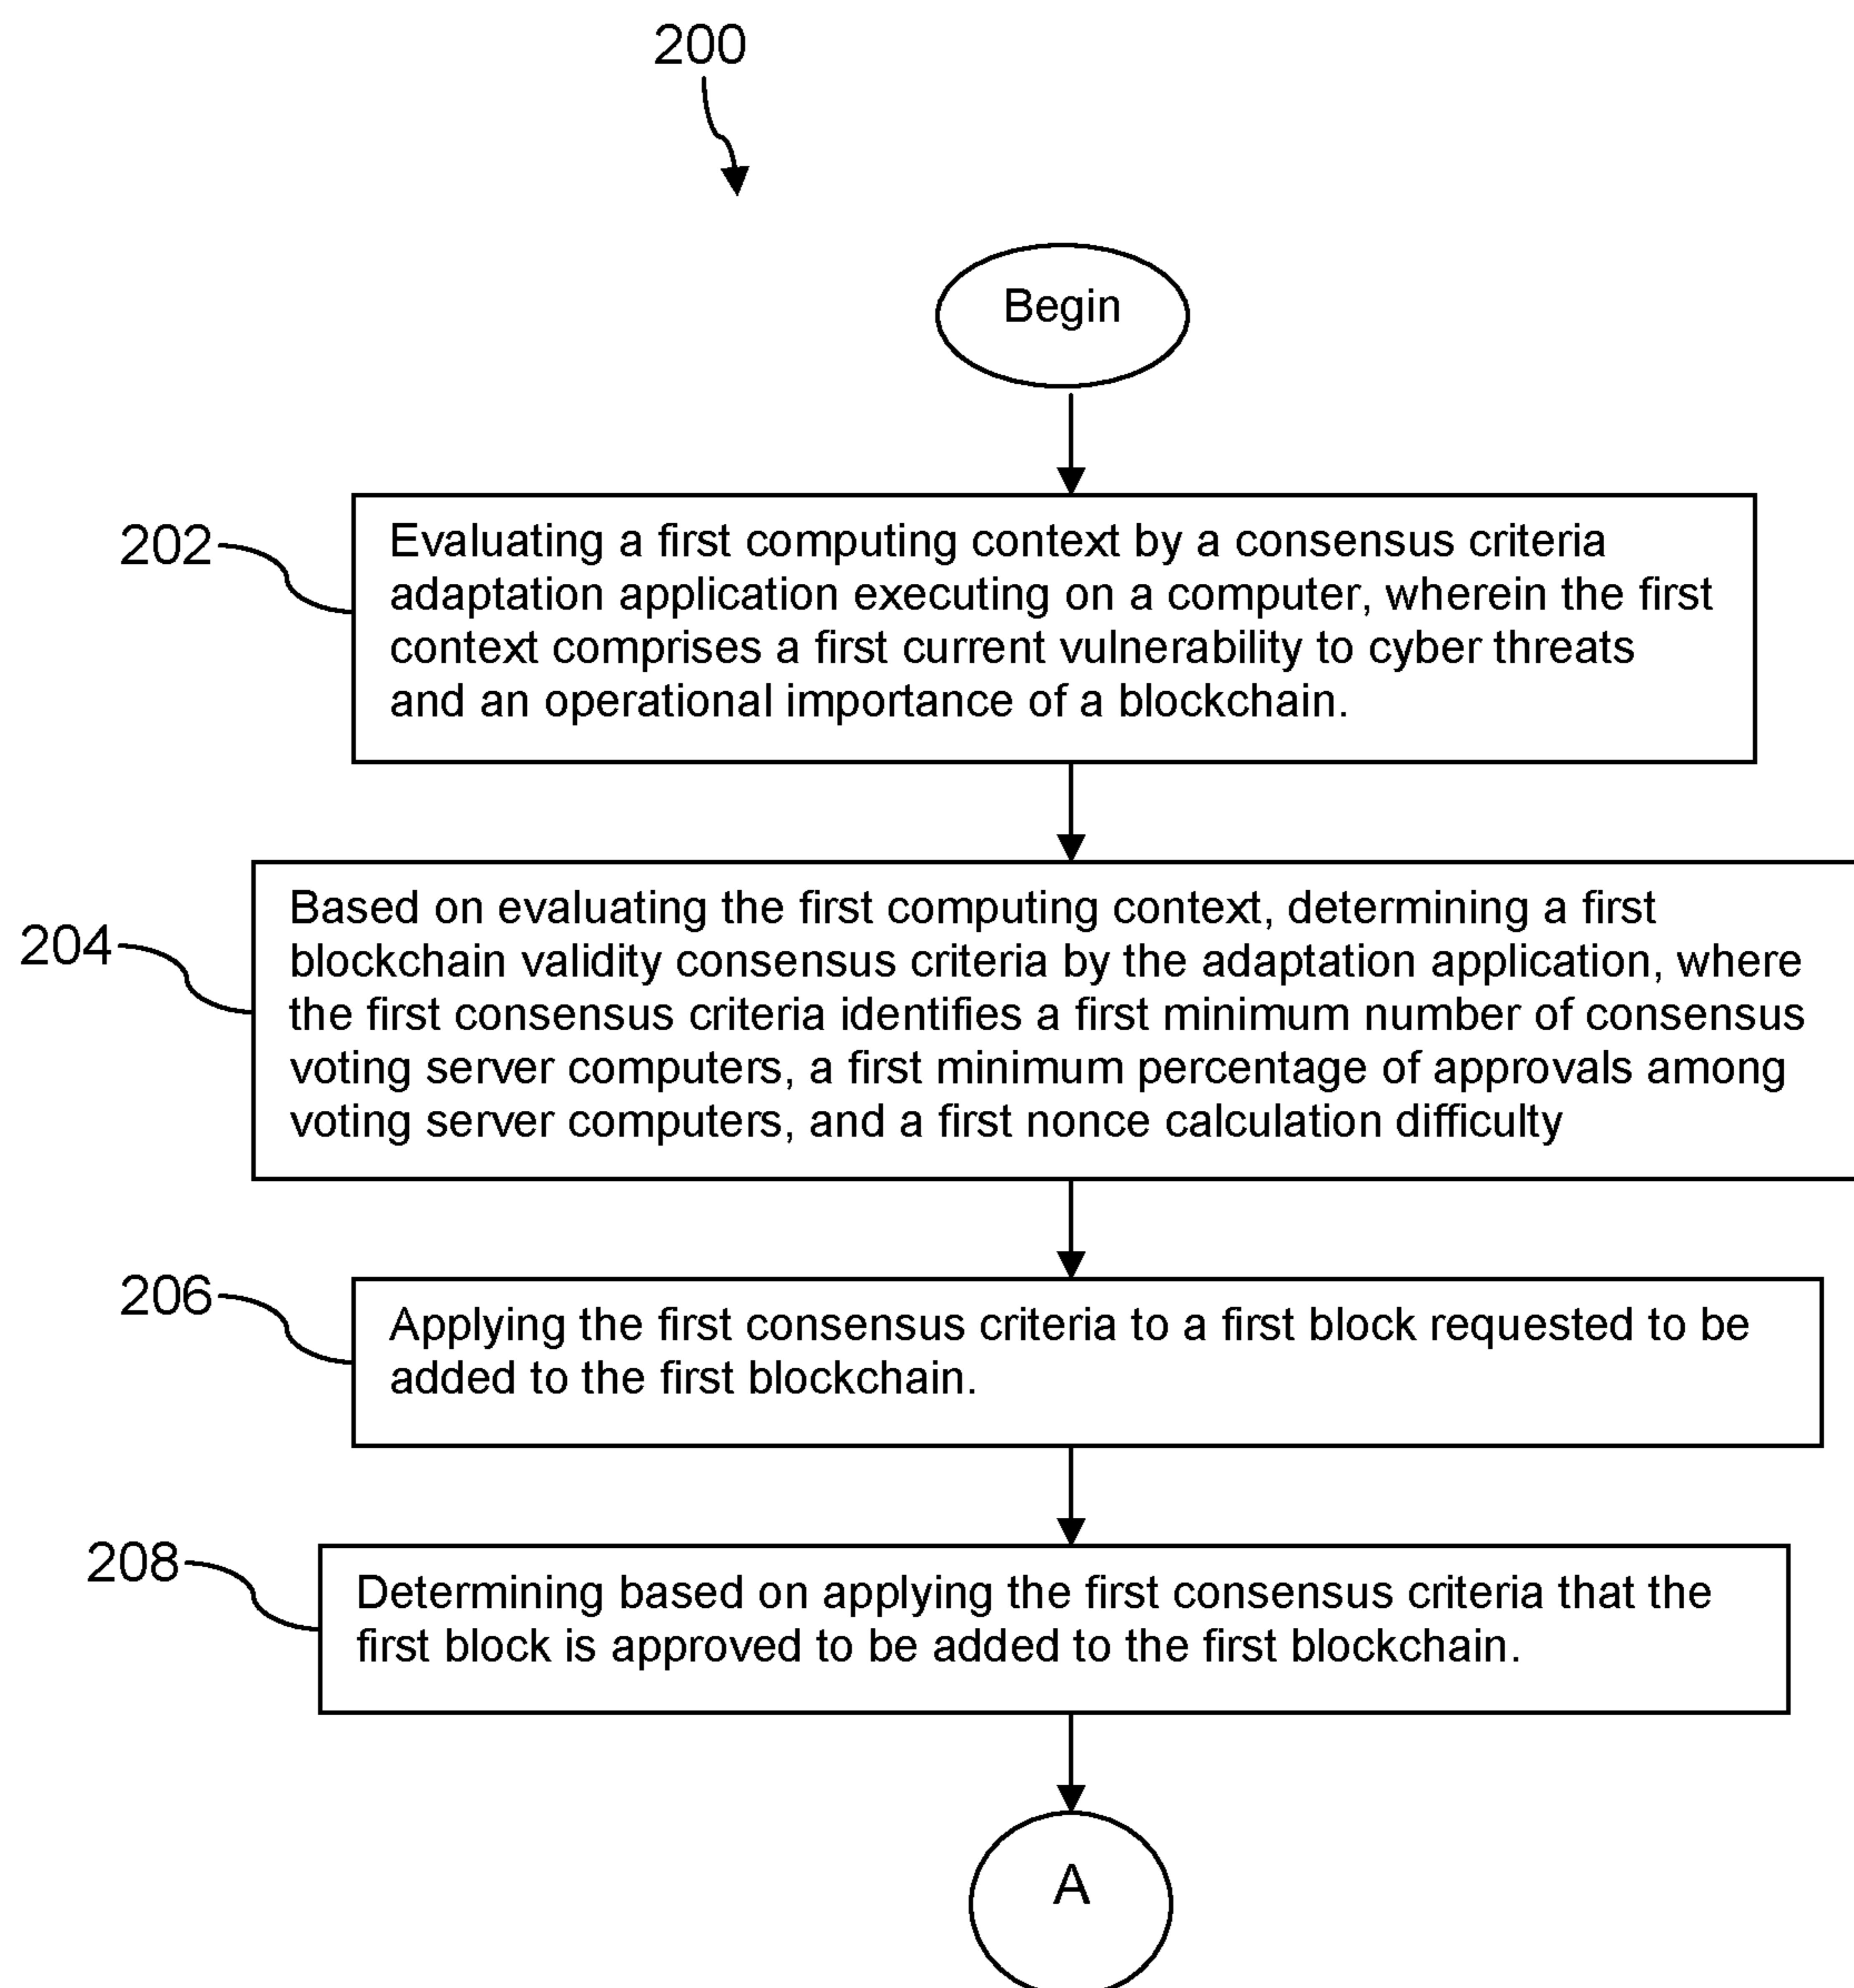 200
Begin
202
Evaluating a first computing context by a consensus criteria
adaptation application executing on a computer, wherein the first
context comprises a first current vulnerability to cyber threats
and an operational importance of a blockchain.
204
Based on evaluating the first computing context, determining a first
blockchain validity consensus criteria by the adaptation application, where
the first consensus criteria identifies a first minimum number of consensus
voting server computers, a first minimum percentage of approvals among
voting server computers, and a first nonce calculation difficulty
206
Applying the first consensus criteria to a first block requested to be
added to the first blockchain.
208
Determining based on applying the first consensus criteria that the
first block is approved to be added to the first blockchain.
A